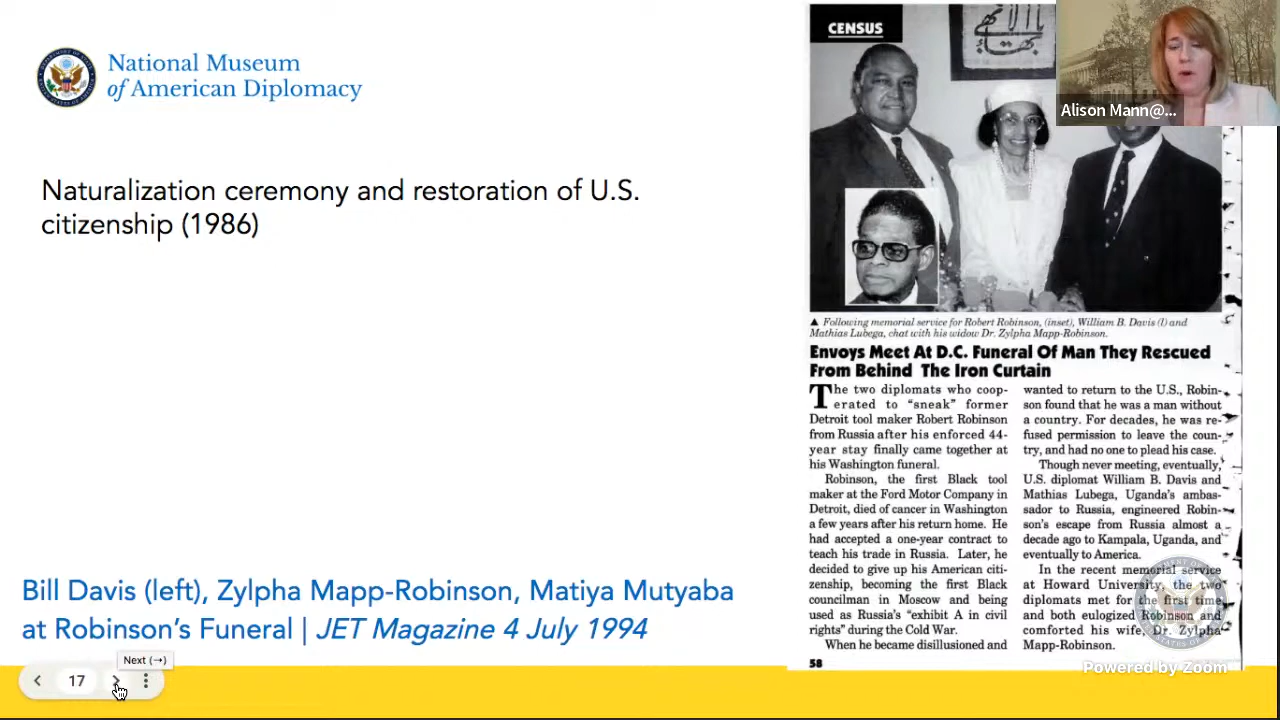 National Museum
of American Diplomacy
Naturalization ceremony and restoration of U.S.
citizenship (1986)
Bill Davis (left), Zylpha Mapp-Robinson, Matiya Mutyaba
at Robinson's Funeral | JET Magazine 4 July 1994
Next (→)
17
CENSUS
Alison Mann@...
▲ Following memorial service for Robert Robinson, (inset), William B. Davis (l) and
Mathias Lubega, chat with his widow Dr. Zylpha Mapp-Robinson.
Envoys Meet At D.C. Funeral Of Man They Rescued
From Behind The Iron Curtain
The two diplomats who coop-
erated to "sneak" former
Detroit tool maker Robert Robinson
from Russia after his enforced 44-
year stay finally came together at
his Washington funeral.
Robinson, the first Black tool
maker at the Ford Motor Company in
Detroit, died of cancer in Washington
a few years after his return home. He
had accepted a one-year contract to
teach his trade in Russia. Later, he
decided to give up his American citi-
zenship, becoming the first Black
councilman in Moscow and being
used as Russia's "exhibit A in civil
rights" during the Cold War.
When he became disillusioned and
58
wanted to return to the U.S., Robin-
son found that he was a man without
a country. For decades, he was re-
fused permission to leave the coun-
try, and had no one to plead his case.
Though never meeting, eventually,
U.S. diplomat William B. Davis and
Mathias Lubega, Uganda's ambas-
sador to Russia, engineered Robin-
son's escape from Russia almost a
decade ago to Kampala, Uganda, and
eventually to America.
In the recent memorial service
at Howard University, the two
diplomats met for the first time
and both eulogized Robinson and
comforted his wife, Dr. Zylpha
Mapp-Robinson.
Powered by Zoom